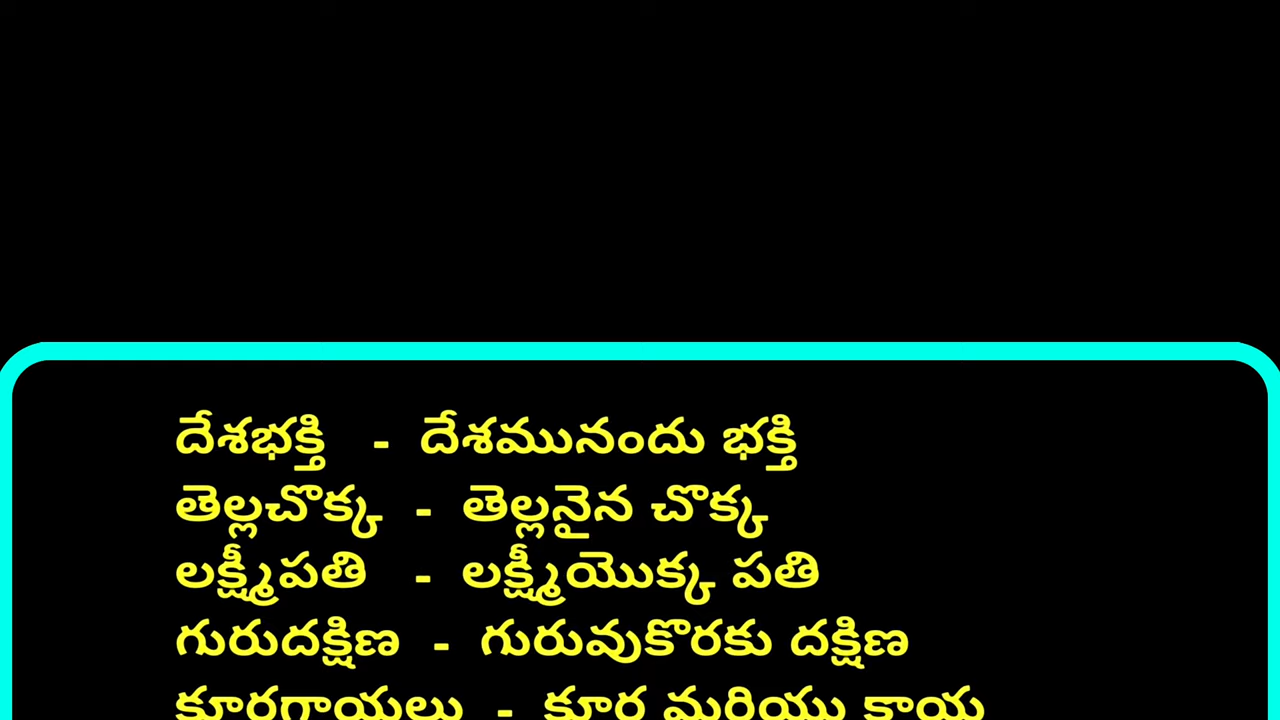 దేశభక్తి - దేశమునందు భక్తి
తెల్లచొక్క - తెల్లనైన చొక్క
లక్ష్మీపతి - లక్ష్మీయొక్క పతి
గురుదక్షిణ - గురువుకొరకు దక్షిణ
కూరగాయలు - కూర మరియు కాయ